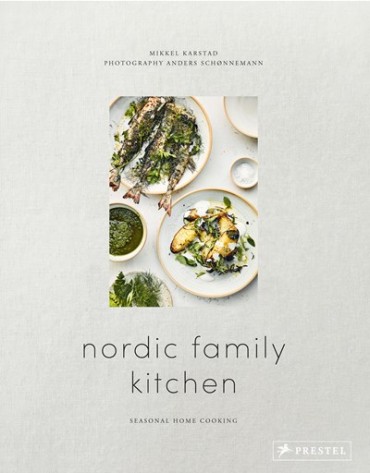 MIKKEL KARSTAD
PHOTOGRAPHY ANDERS SCHØNNEMANN
nordic family
kitchen
SEASONAL HOME COOKING
PRESTEL